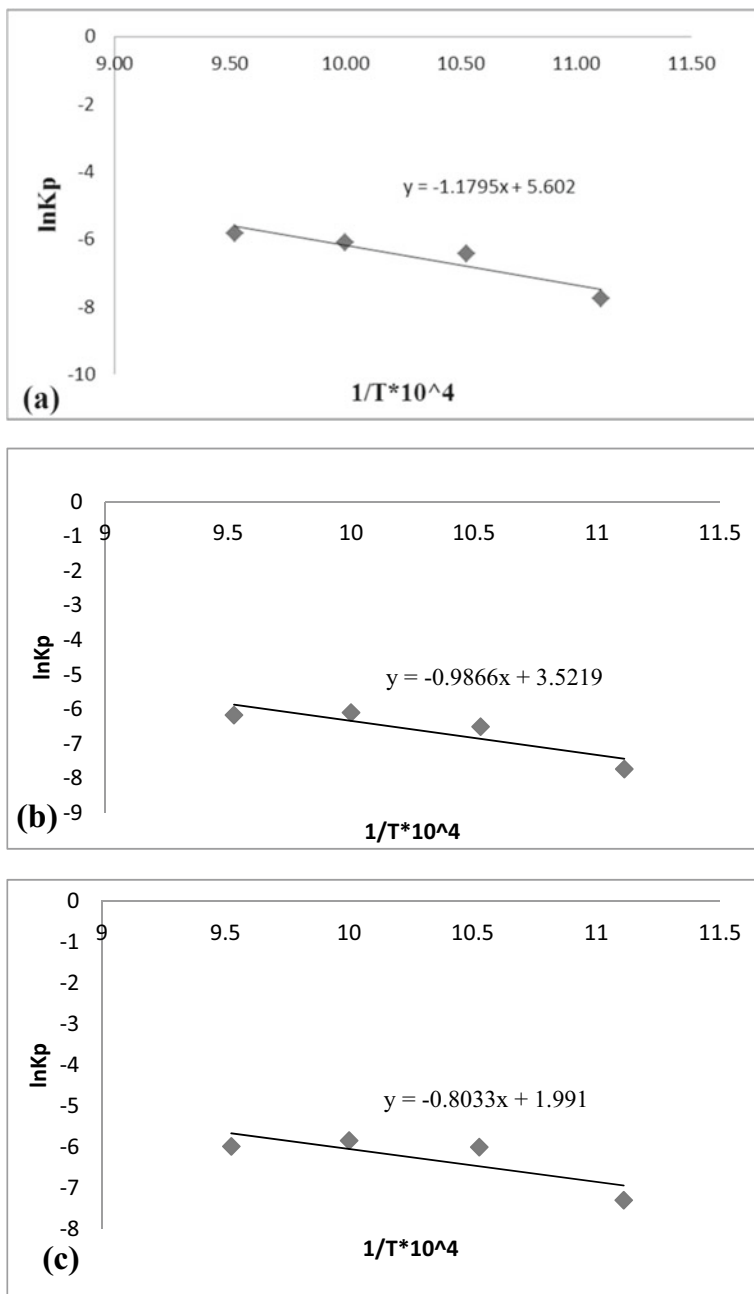 0
9.00 9.50 10.00 10.50 11.00 11.50
-2
-4
y = -1.1795x + 5.602
lnKp
-6
-8
-10
(a)
1/T*10^4
0
9 9.5 10 10.5 11 11.5
-1
-2
-3
-4
lnKp
-5
y = -0.9866x + 3.5219
-6
-7
-8
-9
(b)
1/T*10^4
0
9 9.5 10 10.5 11 11.5
-1
-2
-3
-4
lnKp
-5
y = -0.8033x + 1.991
-6
-7
-8
(c)
1/T*10^4